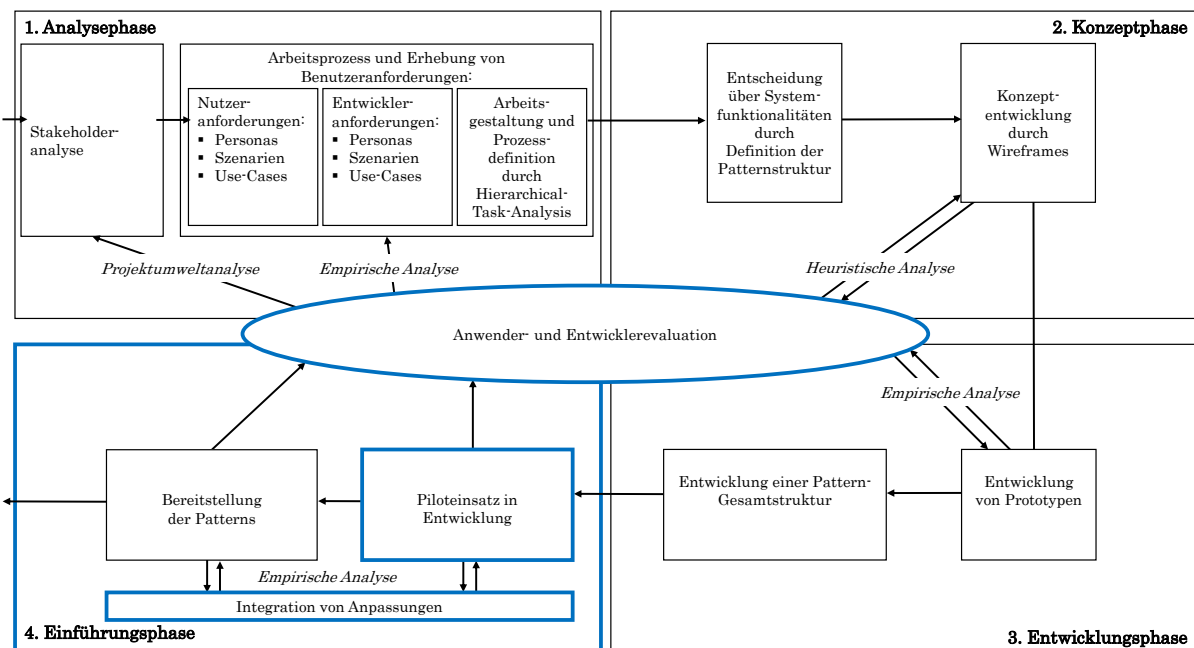 1. Analysephase
Arbeitsprozess und Erhebung von
Benutzeranforderungen:
Stakeholder-
analyse
Nutzer-
anforderungen:
▪ Personas
▪ Szenarien
▪ Use-Cases
Entwickler-
anforderungen:
▪ Personas
▪ Szenarien
▪ Use-Cases
Arbeits-
gestaltung und
Prozess-
definition
durch
Hierarchical-
Task-Analysis
Projektumweltanalyse
Empirische Analyse
2. Konzeptphase
Entscheidung
über System-
funktionalitäten
durch
Definition der
Patternstruktur
Konzept-
entwicklung
durch
Wireframes
Heuristische Analyse
Anwender- und Entwicklerevaluation
Empirische Analyse
Entwicklung
von Prototypen
Entwicklung einer Pattern-
Gesamtstruktur
3. Entwicklungsphase
Piloteinsatz in
Entwicklung
Bereitstellung
der Patterns
Empirische Analyse
Integration von Anpassungen
4. Einführungsphase